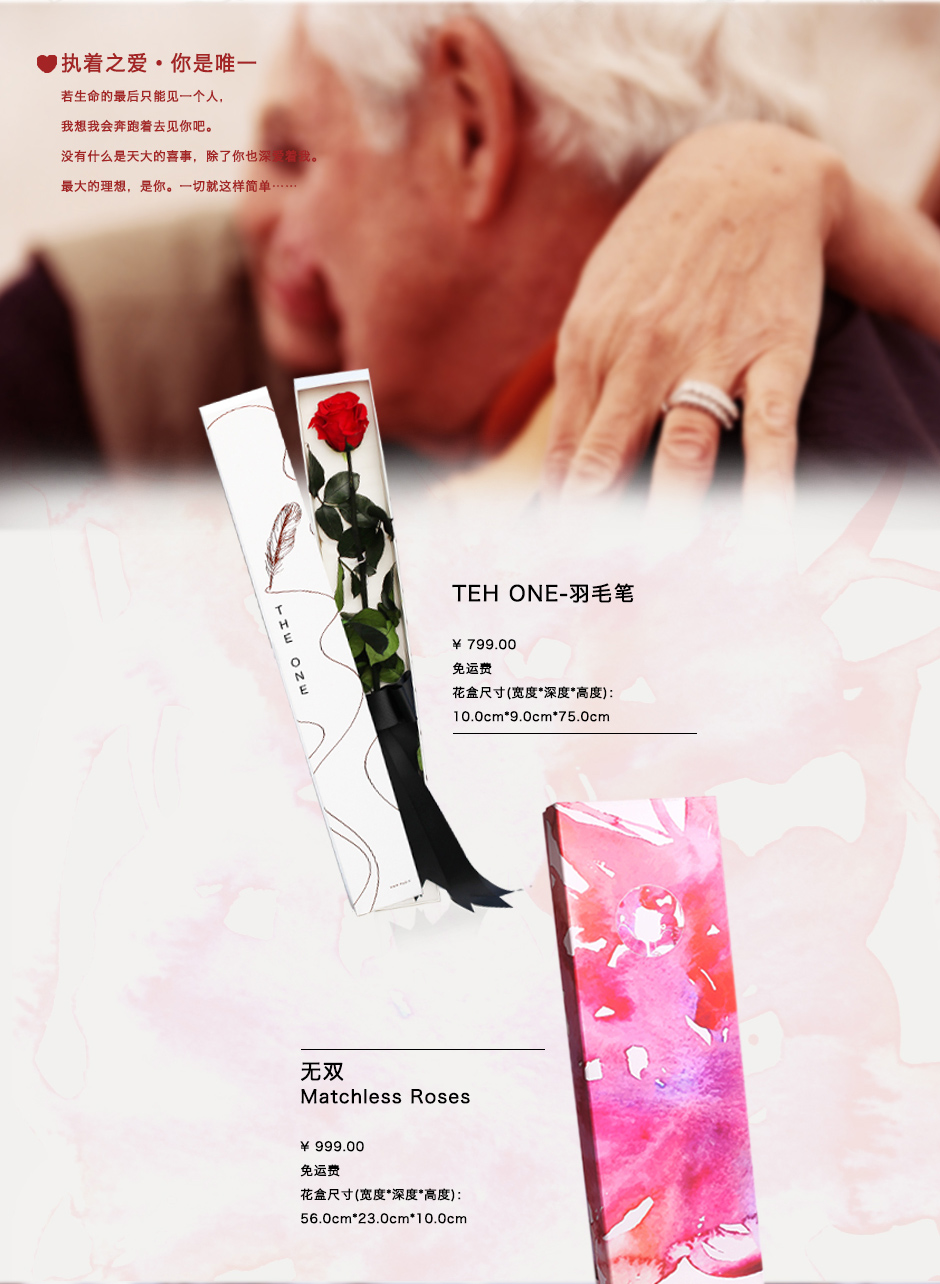 执着之爱·你是唯一
若生命的最后只能见一个人，
我想我会奔跑着去见你吧。
没有什么是天大的喜事，除了你也深爱着我。
最大的理想，是你。一切就这样简单……
THE ONE
TEH ONE-羽毛笔
¥ 799.00
免运费
花盒尺寸(宽度*深度*高度)：
10.0cm*9.0cm*75.0cm
无双
Matchless Roses
¥ 999.00
免运费
花盒尺寸(宽度*深度*高度)：
56.0cm*23.0cm*10.0cm